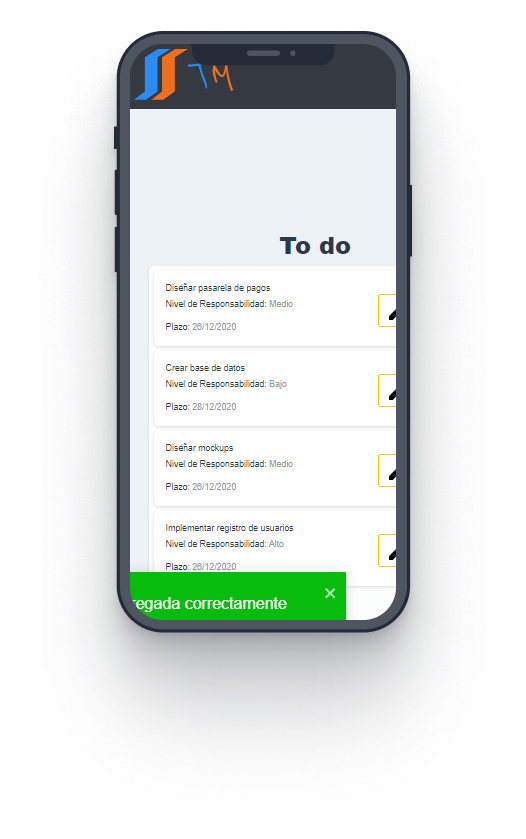 TM
To do
Diseñar pasarela de pagos
Nivel de Responsabilidad: Medio
Plazo: 26/12/2020
Crear base de datos
Nivel de Responsabilidad: Bajo
Plazo: 28/12/2020
Diseñar mockups
Nivel de Responsabilidad: Medio
Plazo: 26/12/2020
Implementar registro de usuarios
Nivel de Responsabilidad: Alto
Plazo: 26/12/2020
regada correctamente